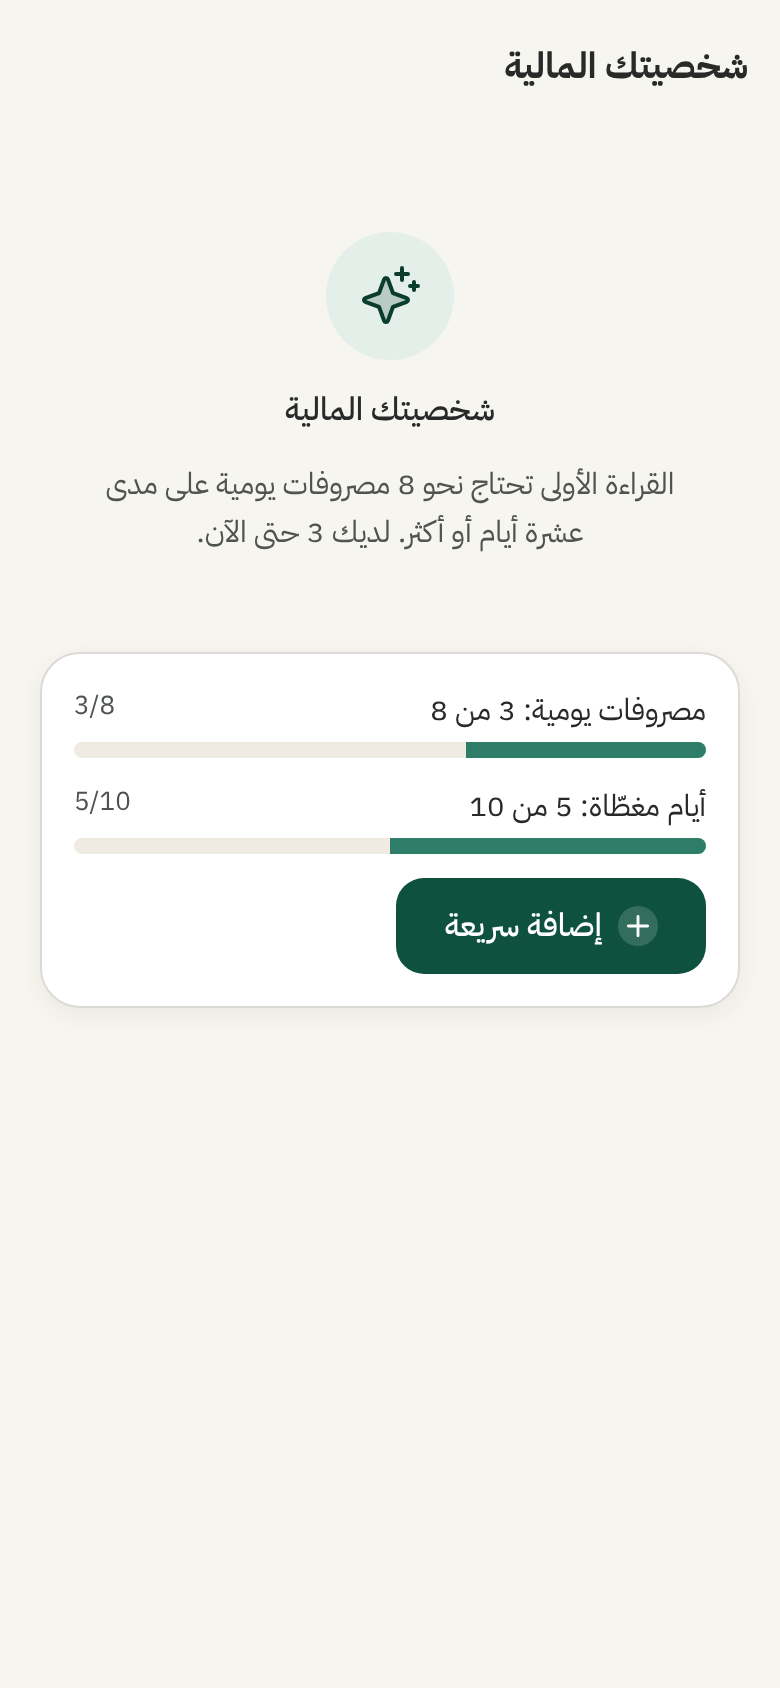 شخصيتك المالية
شخصيتك المالية
القراءة الأولى تحتاج نحو 8 مصروفات يومية على مدى
عشرة أيام أو أكثر. لديك 3 حتى الآن.
مصروفات يومية: 3 من 8
3/8
أيام مغطّاة: 5 من 10
5/10
إضافة سريعة